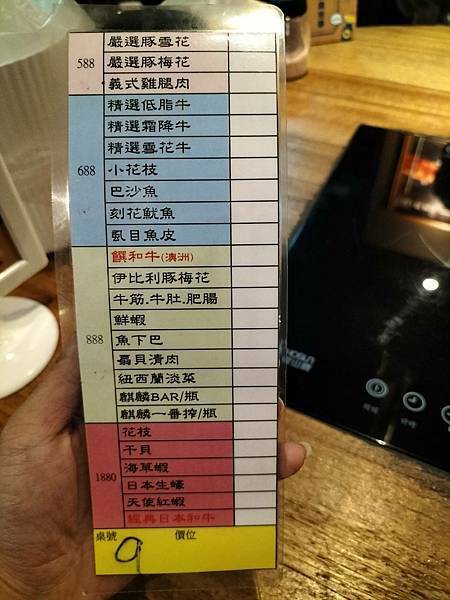 588
嚴選豚雪花
嚴選豚梅花
義式雞腿肉
688
精選低脂牛
精選霜降牛
精選雪花牛
小花枝
巴沙魚
刻花魷魚
虱目魚皮
888
饌和牛(澳洲)
伊比利豚梅花
牛筋.牛肚.肥腸
鮮蝦
魚下巴
扇貝清肉
紐西蘭淡菜
麒麟BAR/瓶
麒麟一番搾/瓶
1880
花枝
干貝
海草蝦
日本生蠔
天使紅蝦
經典日本和牛
桌號
9
價位